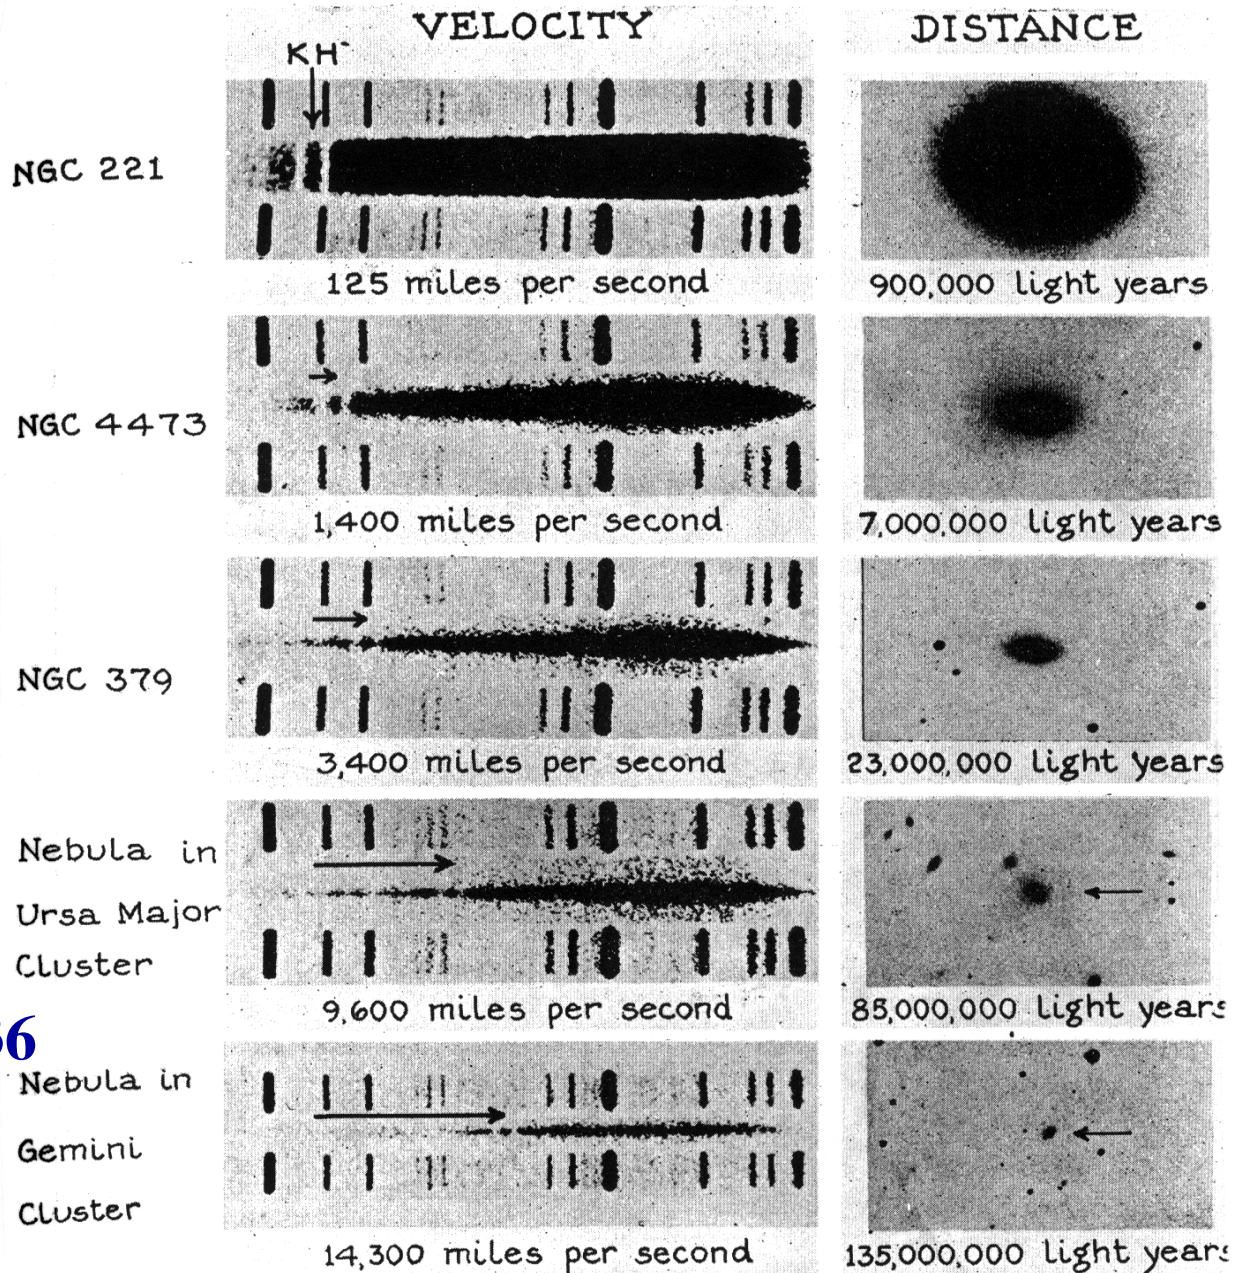 VELOCITY
DISTANCE
KH
NGC 221
125 miles per second
900,000 light years
NGC 4473
1,400 miles per second
7,000,000 light years
NGC 379
3,400 miles per second
23,000,000 light years
Nebula in
Ursa Major
Cluster
9,600 miles per second
85,000,000 light years
6
Nebula in
Gemini
Cluster
14,300 miles per second
135,000,000 light years